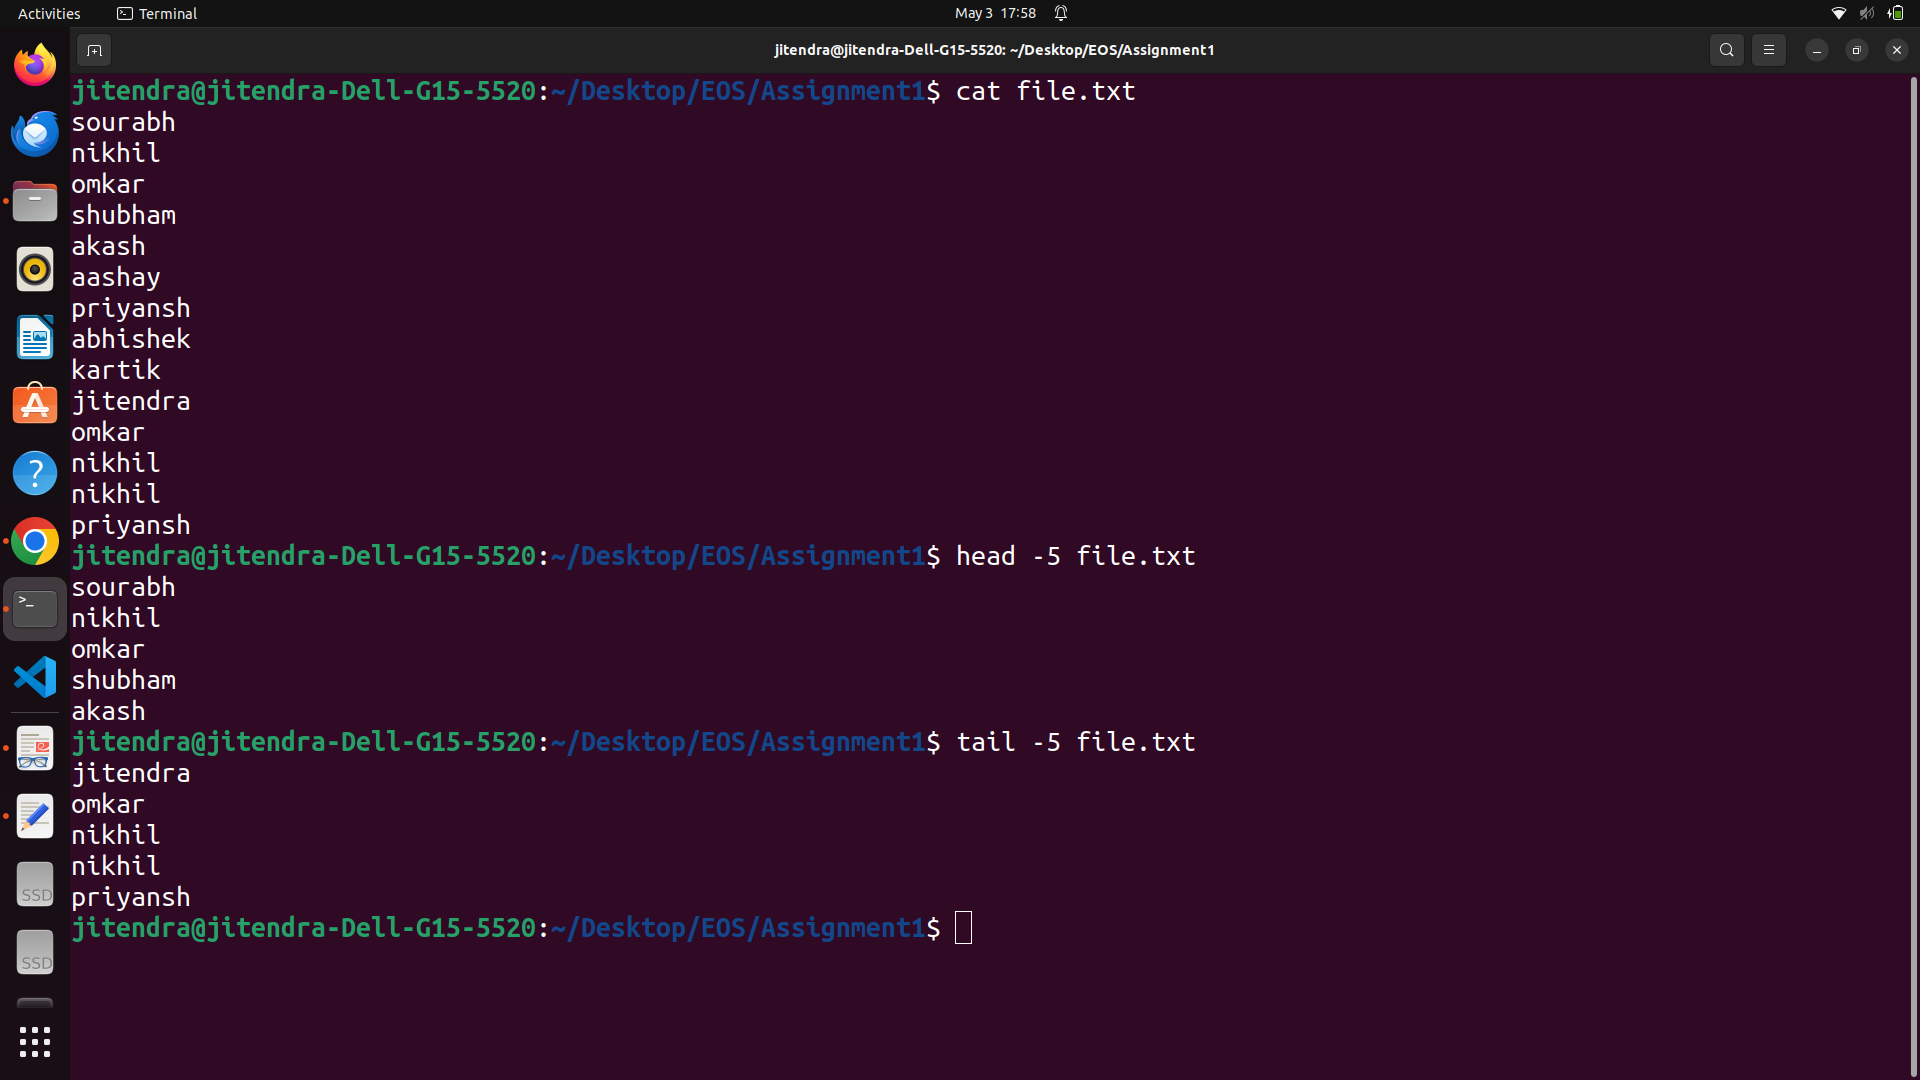 Activities Terminal May 3 17:58
jitendra@jitendra-Dell-G15-5520: ~/Desktop/EOS/Assignment1
jitendra@jitendra-Dell-G15-5520:~/Desktop/EOS/Assignment1$ cat file.txt
sourabh
nikhil
omkar
shubham
akash
aashay
priyansh
abhishek
kartik
jitendra
omkar
nikhil
nikhil
priyansh
jitendra@jitendra-Dell-G15-5520:~/Desktop/EOS/Assignment1$ head -5 file.txt
sourabh
nikhil
omkar
shubham
akash
jitendra@jitendra-Dell-G15-5520:~/Desktop/EOS/Assignment1$ tail -5 file.txt
jitendra
omkar
nikhil
nikhil
priyansh
jitendra@jitendra-Dell-G15-5520:~/Desktop/EOS/Assignment1$
SSD
SSD